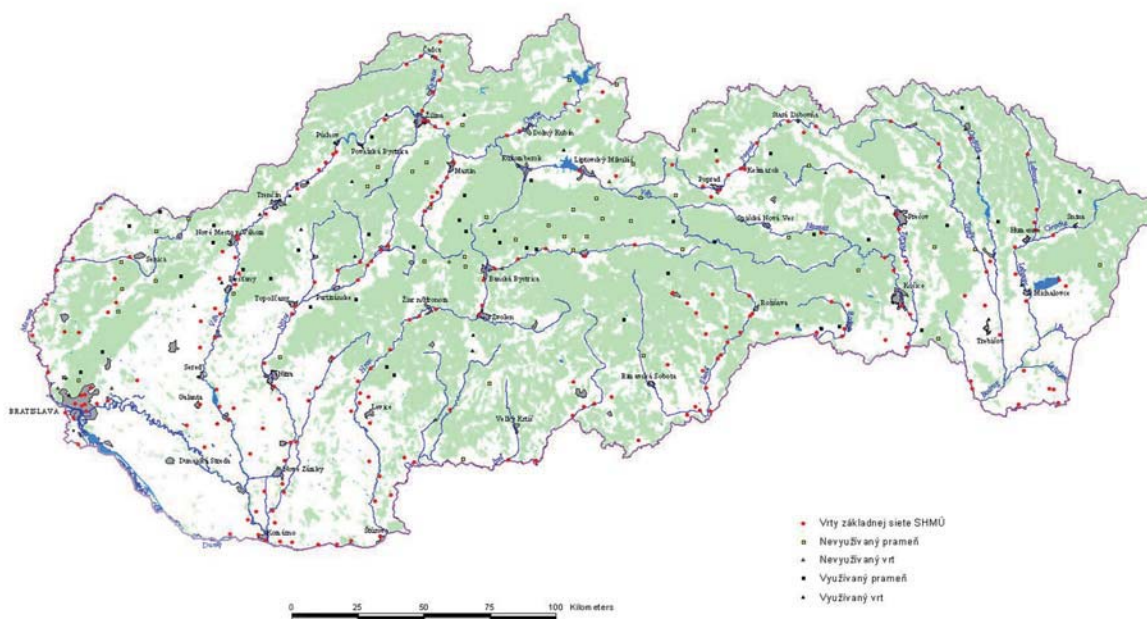 Čadca
Žilina
Dolný Kubín
Stará Ľubovňa
Púchov
Považská Bystrica
Ružomberok
Liptovský Mikuláš
Martin
Kežmarok
Poprad
Trenčín
Prešov
Spišská Nová Ves
Hornád
Snina
Humenné
Nové Mesto n/Váhom
Senica
Piešťany
Banská Bystrica
Michalovce
Topoľčany
Partizánske
Košice
Žiar n/Hronom
Rožňava
Zvolen
Trebišov
Morava
Sereď
Nitra
Hron
Rimavská Sobota
Galanta
Levice
BRATISLAVA
Veľký Krtíš
Dunajská Streda
Nové Zámky
Komárno
Štúrovo
Dunaj
Vrty základnej siete SHMÚ
Nevyužívaný prameň
Nevyužívaný vrt
Využívaný prameň
Využívaný vrt
0 25 50 75 100 Kilometers